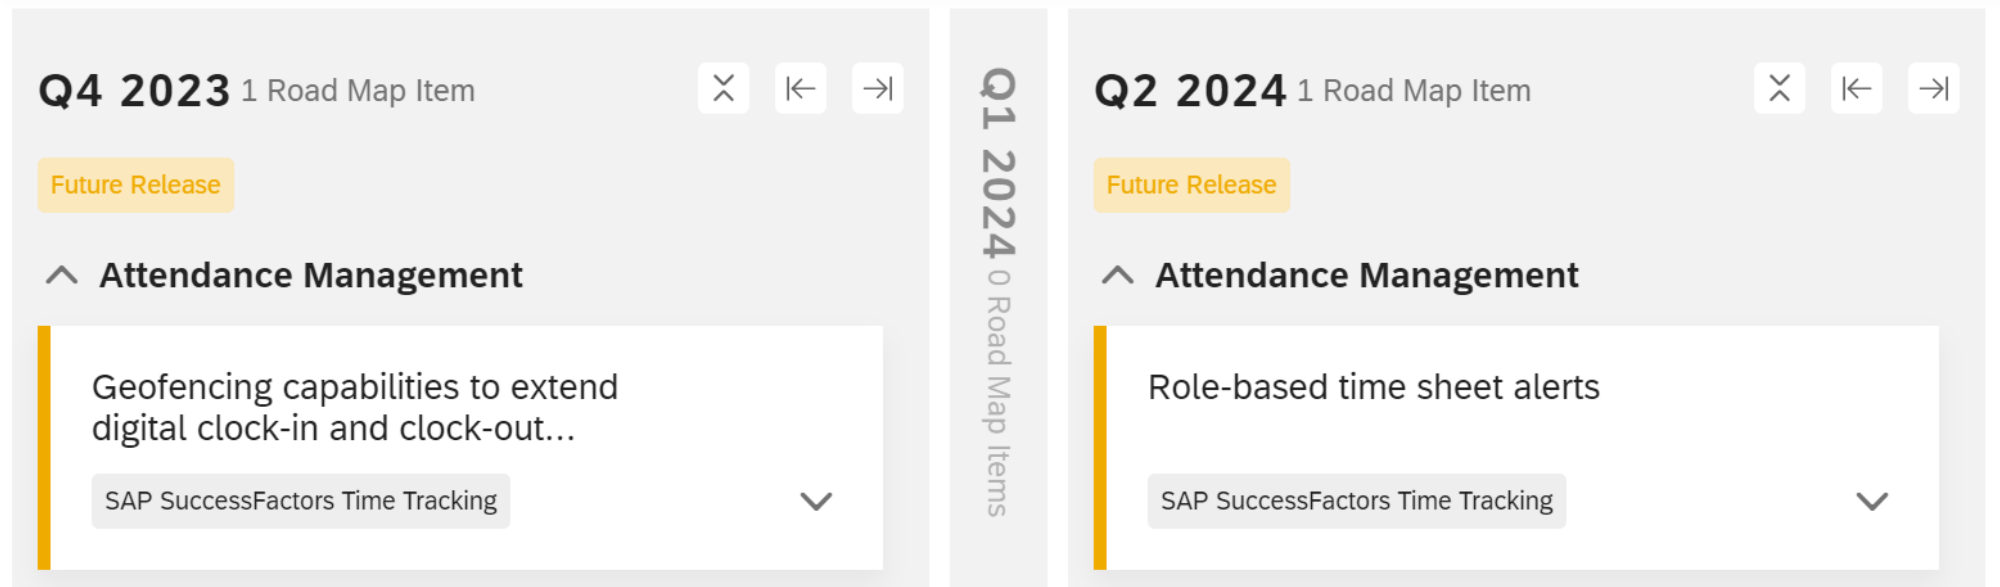 Q4 2023 1 Road Map Item
Future Release
Attendance Management
Geofencing capabilities to extend
digital clock-in and clock-out...
SAP SuccessFactors Time Tracking
Q1 2024 0 Road Map Items
Q2 2024 1 Road Map Item
Future Release
Attendance Management
Role-based time sheet alerts
SAP SuccessFactors Time Tracking